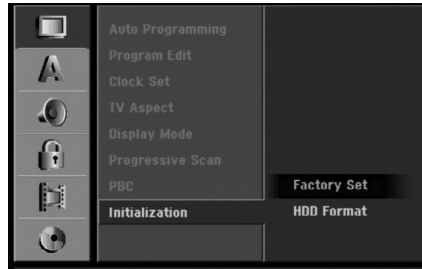 Auto Programming
Program Edit
Clock Set
TV Aspect
Display Mode
Progressive Scan
PBC
Factory Set
Initialization
HDD Format